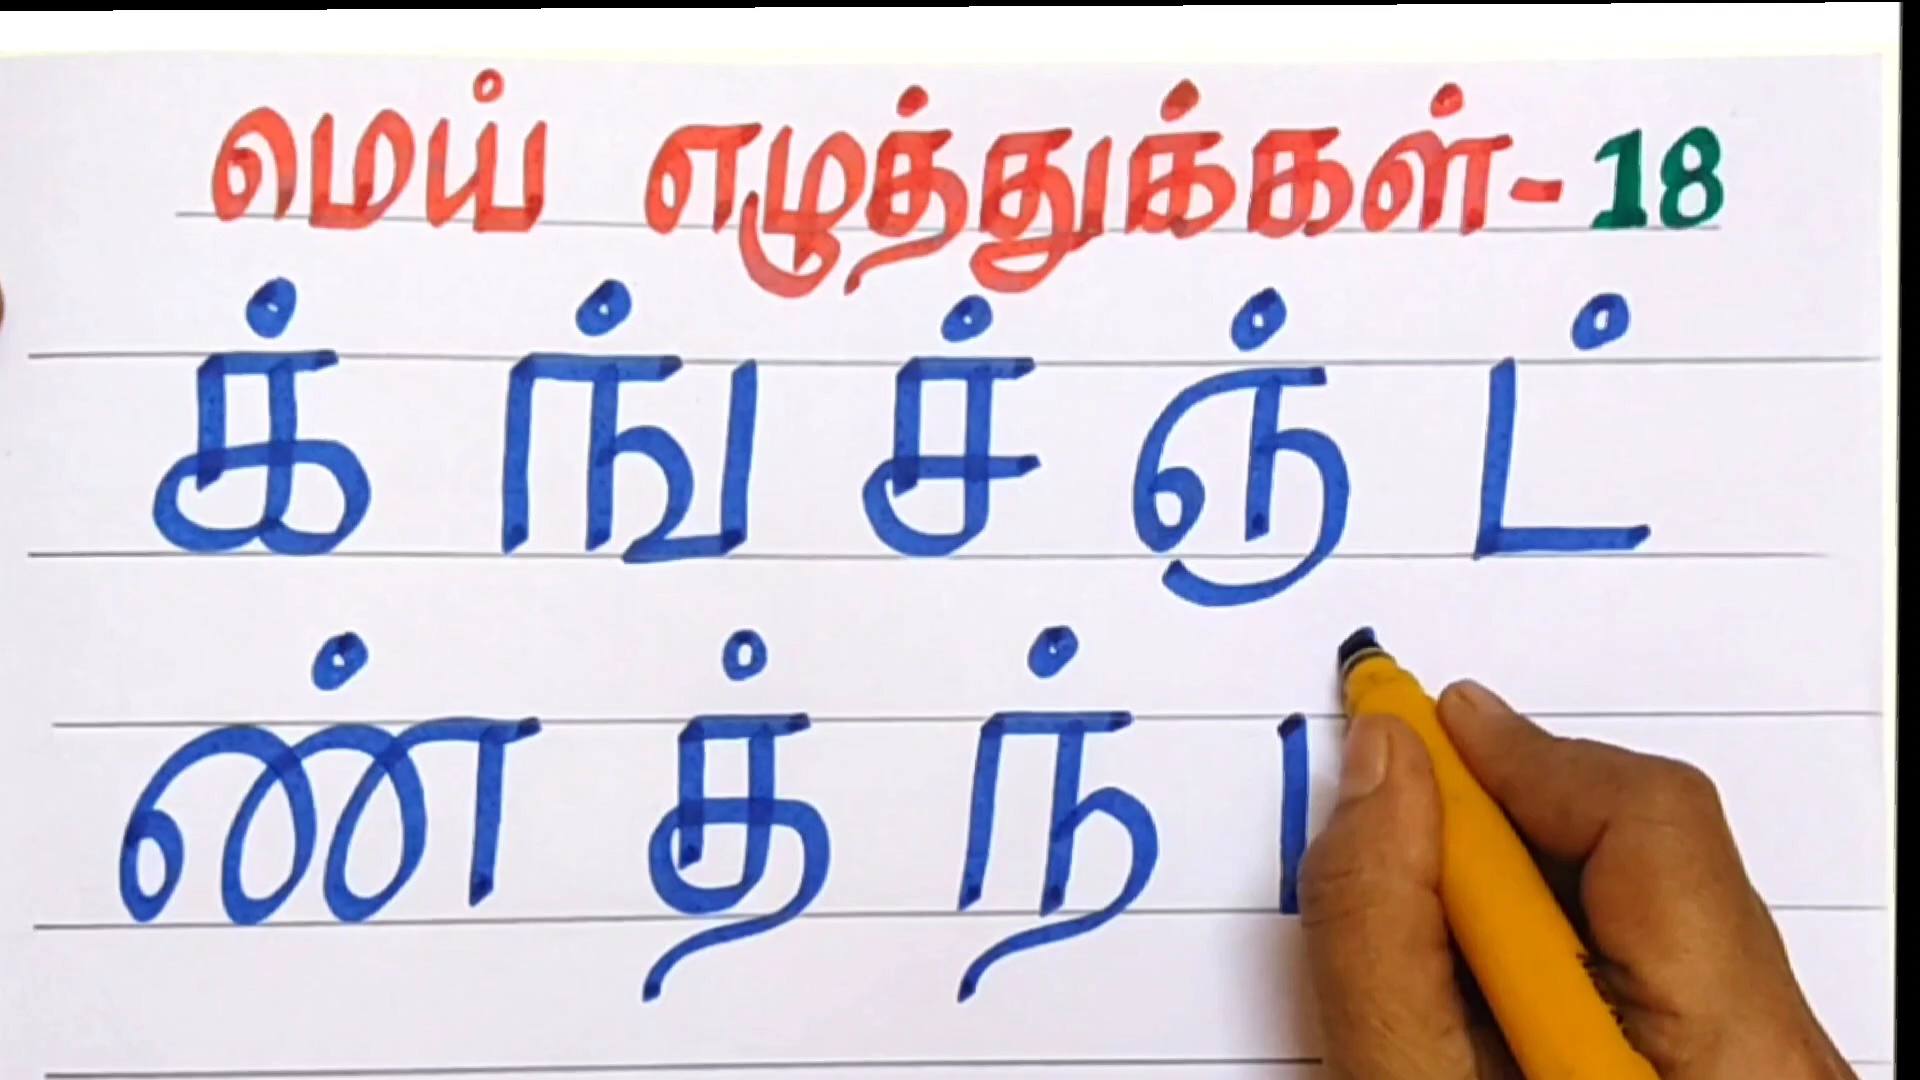 மெய் எழுத்துக்கள்-18
க் ங் ச் ஞ் ட்
ண் த் ந்